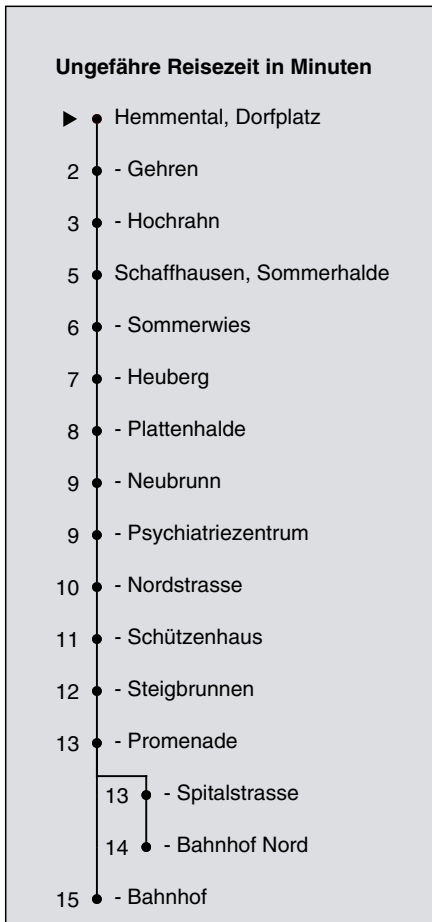 Ungefähre Reisezeit in Minuten
Hemmental, Dorfplatz
2 - Gehren
3 - Hochrahn
5 Schaffhausen, Sommerhalde
6 - Sommerwies
7 - Heuberg
8 - Plattenhalde
9 - Neubrunn
9 - Psychiatriezentrum
10 - Nordstrasse
11 - Schützenhaus
12 - Steigbrunnen
13 - Promenade
13 - Spitalstrasse
14 - Bahnhof Nord
15 - Bahnhof